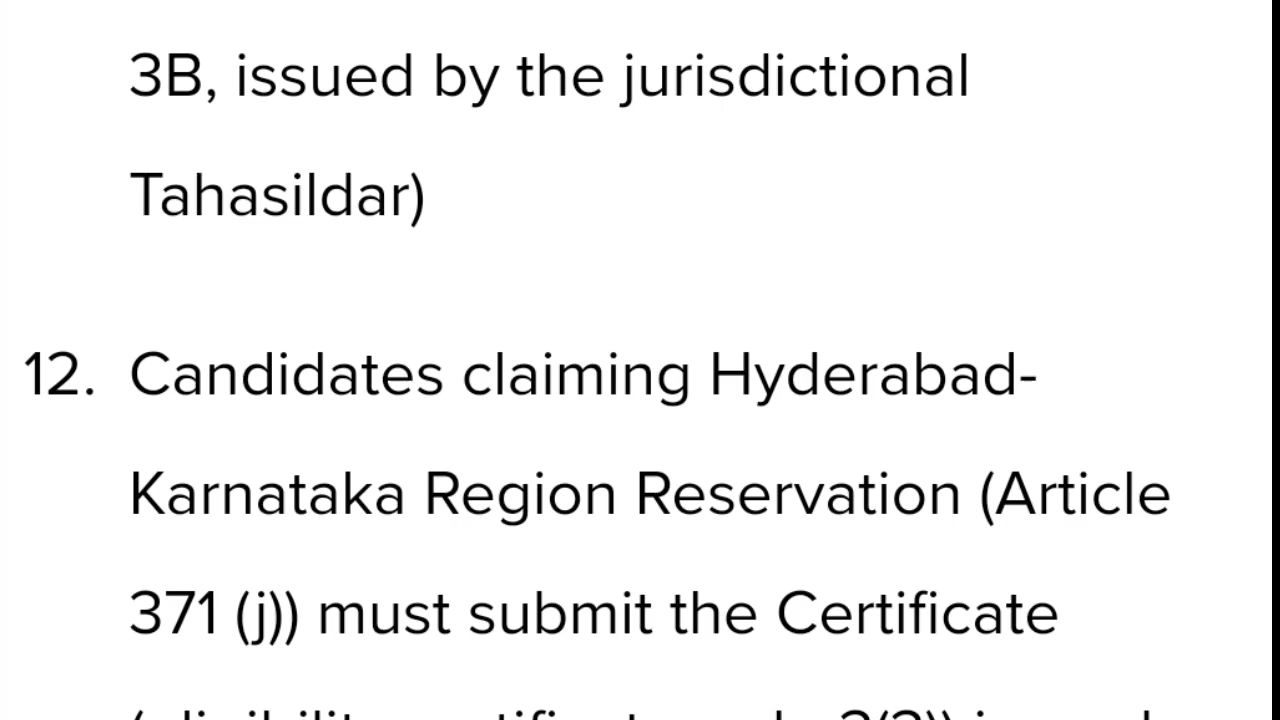 3B, issued by the jurisdictional
Tahasildar)
12. Candidates claiming Hyderabad-
Karnataka Region Reservation (Article
371 (j)) must submit the Certificate